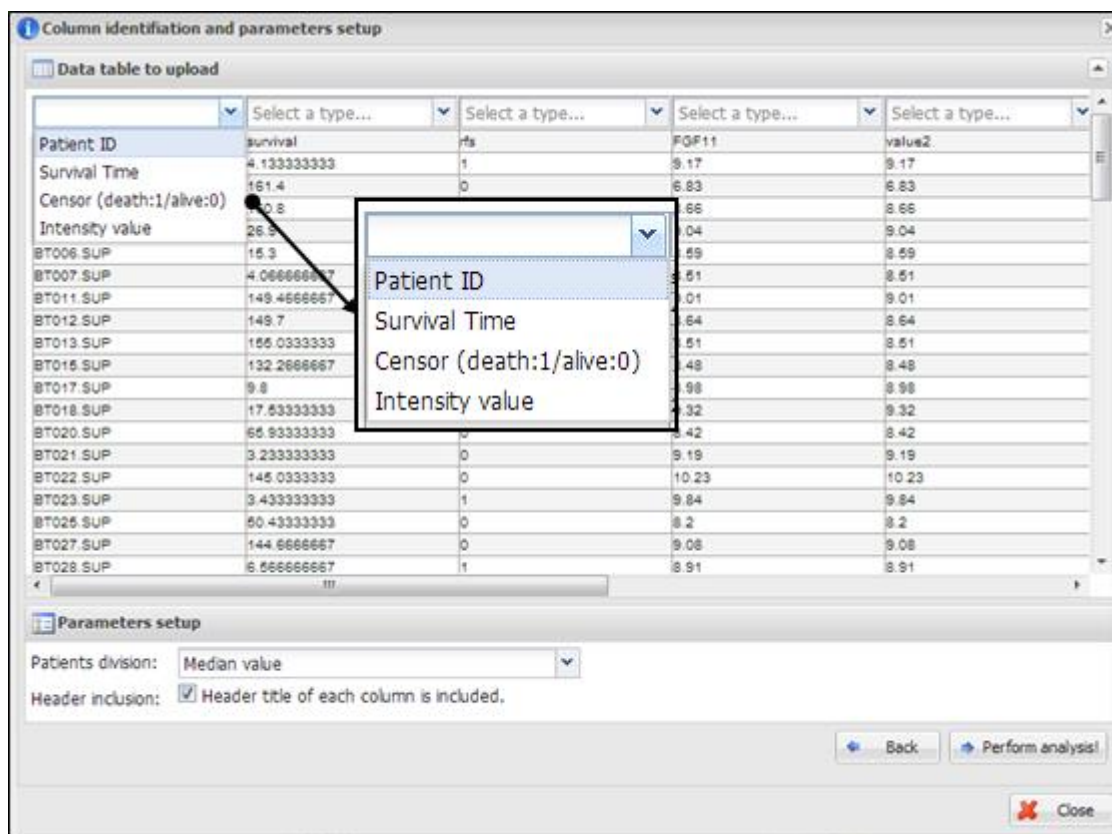 Column identifiation and parameters setup
Data table to upload
Select a type... Select a type... Select a type... Select a type...
Patient ID survival rfs FGF11 value2
Survival Time 4.133333333 1 9.17 9.17
161.4 0 6.83 6.83
Censor (death:1/alive:0) 8.66
Intensity value 26.9 9.04
BT006.SUP 15.3 8.59
BT007.SUP 4.066666667 8.51
BT011.SUP 149.4666667 9.01
BT012.SUP 149.7 8.64
BT013.SUP 155.0333333 8.51
BT015.SUP 132.2666667 8.48
BT017.SUP 9.8 8.98
BT018.SUP 17.53333333 9.32
BT020.SUP 65.93333333 8.42 8.42
BT021.SUP 3.233333333 0 9.19 9.19
BT022.SUP 145.0333333 0 10.23 10.23
BT023.SUP 3.433333333 1 9.84 9.84
BT025.SUP 50.43333333 0 8.2 8.2
BT027.SUP 144.6666667 0 9.08 9.08
BT028.SUP 6.566666667 1 8.91 8.91
Patient ID
Survival Time
Censor (death:1/alive:0)
Intensity value
Parameters setup
Patients division: Median value
Header inclusion: Header title of each column is included.
Back Perform analysis!
Close